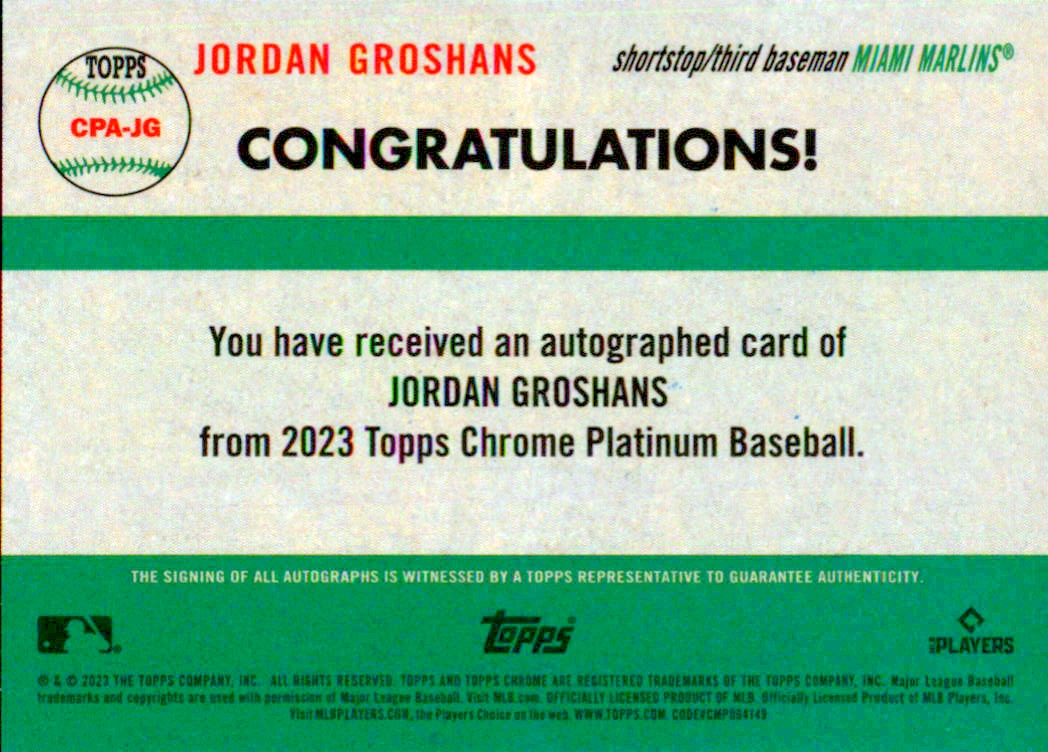 TOPPS
CPA-JG
JORDAN GROSHANS
shortstop/third baseman MIAMI MARLINS®
CONGRATULATIONS!
You have received an autographed card of
JORDAN GROSHANS
from 2023 Topps Chrome Platinum Baseball.
THE SIGNING OF ALL AUTOGRAPHS IS WITNESSED BY A TOPPS REPRESENTATIVE TO GUARANTEE AUTHENTICITY.
topps
PLAYERS
® & © 2023 THE TOPPS COMPANY, INC. ALL RIGHTS RESERVED. TOPPS AND TOPPS CHROME ARE REGISTERED TRADEMARKS OF THE TOPPS COMPANY, INC. Major League Baseball
trademarks and copyrights are used with permission of Major League Baseball. Visit MLB.com. OFFICIALLY LICENSED PRODUCT OF MLB. Officially Licensed Product of MLB Players, Inc.
Visit MLBPLAYERS.COM, the Players Choice on the web. WWW.TOPPS.COM.